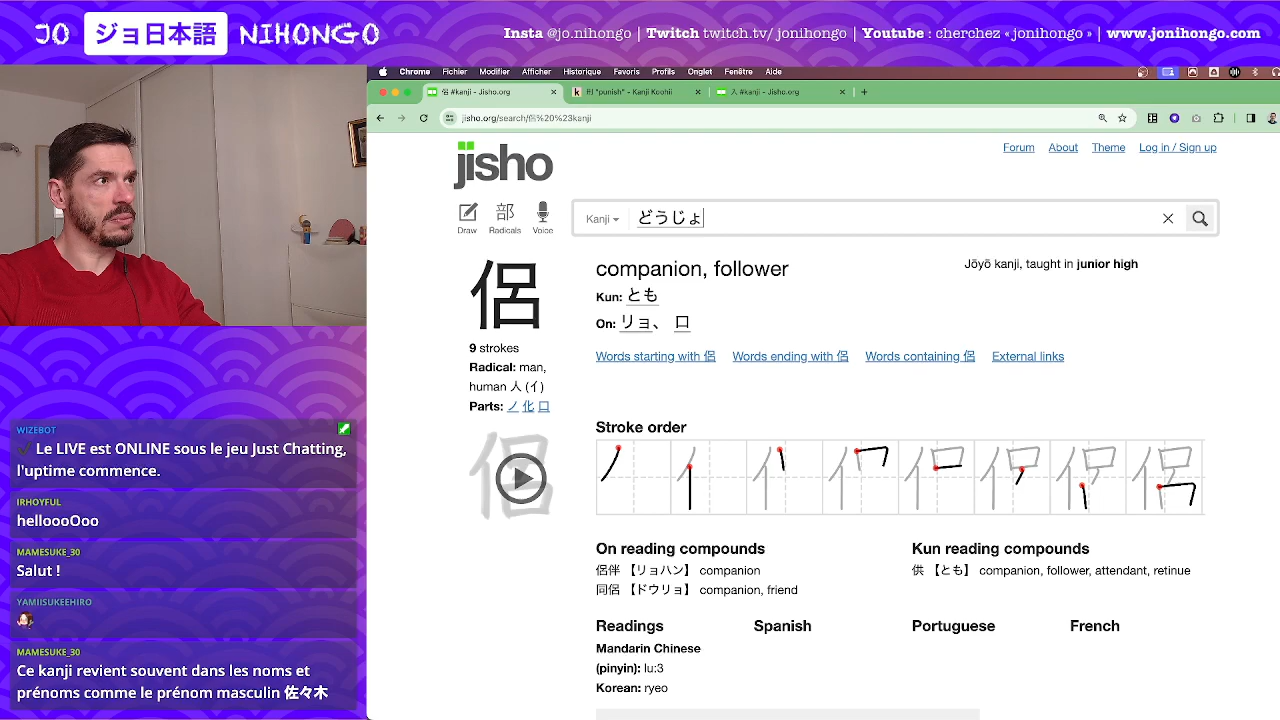 JO ジョ日本語 NIHONGO
Insta @jo.nihongo | Twitch twitch.tv/ jonihongo | Youtube : cherchez « jonihongo » | www.jonihongo.com
Chrome Fichier Modifier Afficher Historique Favoris Profils Onglet Fenêtre Aide
侶 #kanji - Jisho.org
刑 "punish" - Kanji Koohii
人 #kanji - Jisho.org
jisho.org/search/侶%20%23kanji
jisho
Forum About Theme Log in / Sign up
部
Draw Radicals Voice
Kanji どうじょ
侶
companion, follower
Jōyō kanji, taught in junior high
Kun: とも
On: リョ、 ロ
9 strokes
Radical: man,
human 人 (亻)
Parts: ノ 化 口
Words starting with 侶 Words ending with 侶 Words containing 侶 External links
Stroke order
侶
On reading compounds
侶伴 【リョハン】 companion
同侶 【ドウリョ】 companion, friend
Kun reading compounds
供 【とも】 companion, follower, attendant, retinue
Readings Spanish Portuguese French
Mandarin Chinese
(pinyin): lu:3
Korean: ryeo
WIZEBOT
Le LIVE est ONLINE sous le jeu Just Chatting,
l'uptime commence.
IRHOYFUL
helloooOoo
MAMESUKE_30
Salut !
YAMIISUKEEHIRO
MAMESUKE_30
Ce kanji revient souvent dans les noms et
prénoms comme le prénom masculin 佐々木